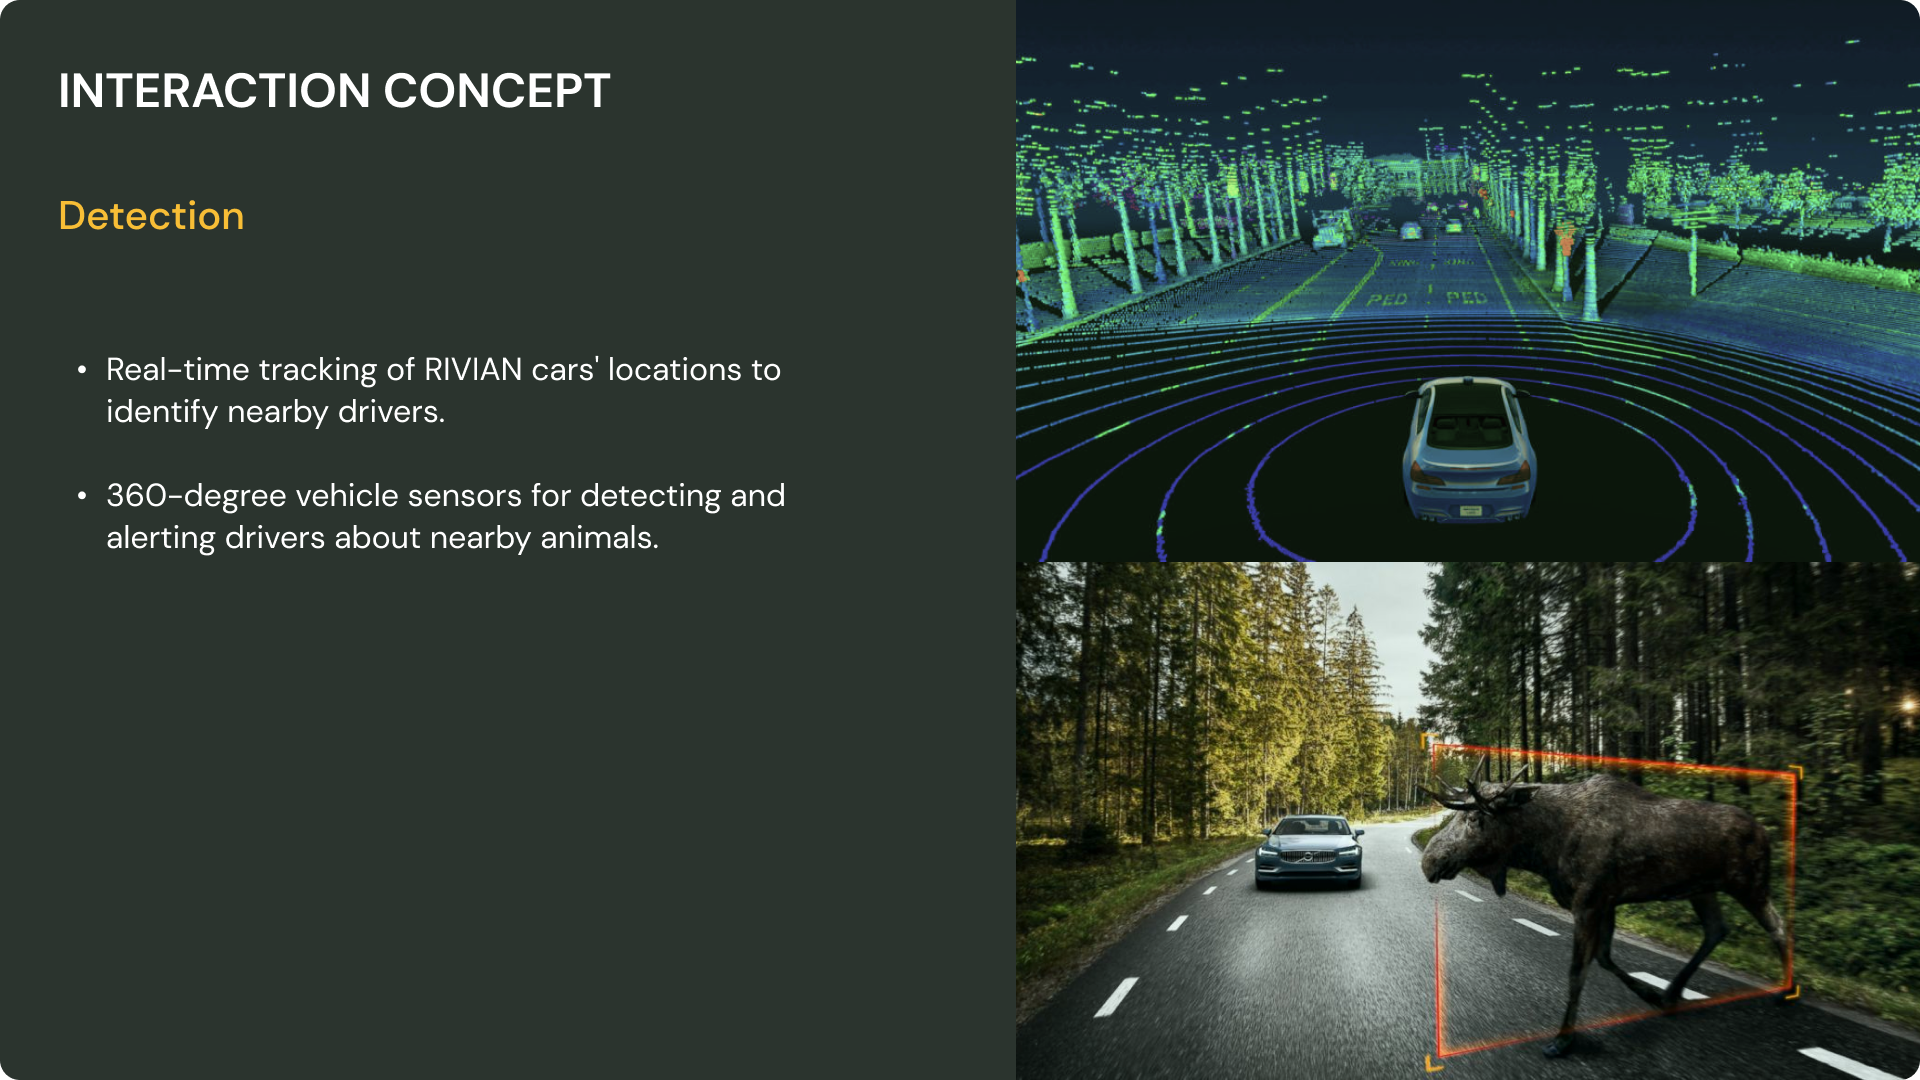 INTERACTION CONCEPT
Detection
• Real-time tracking of RIVIAN cars' locations to
identify nearby drivers.
• 360-degree vehicle sensors for detecting and
alerting drivers about nearby animals.
PED PED